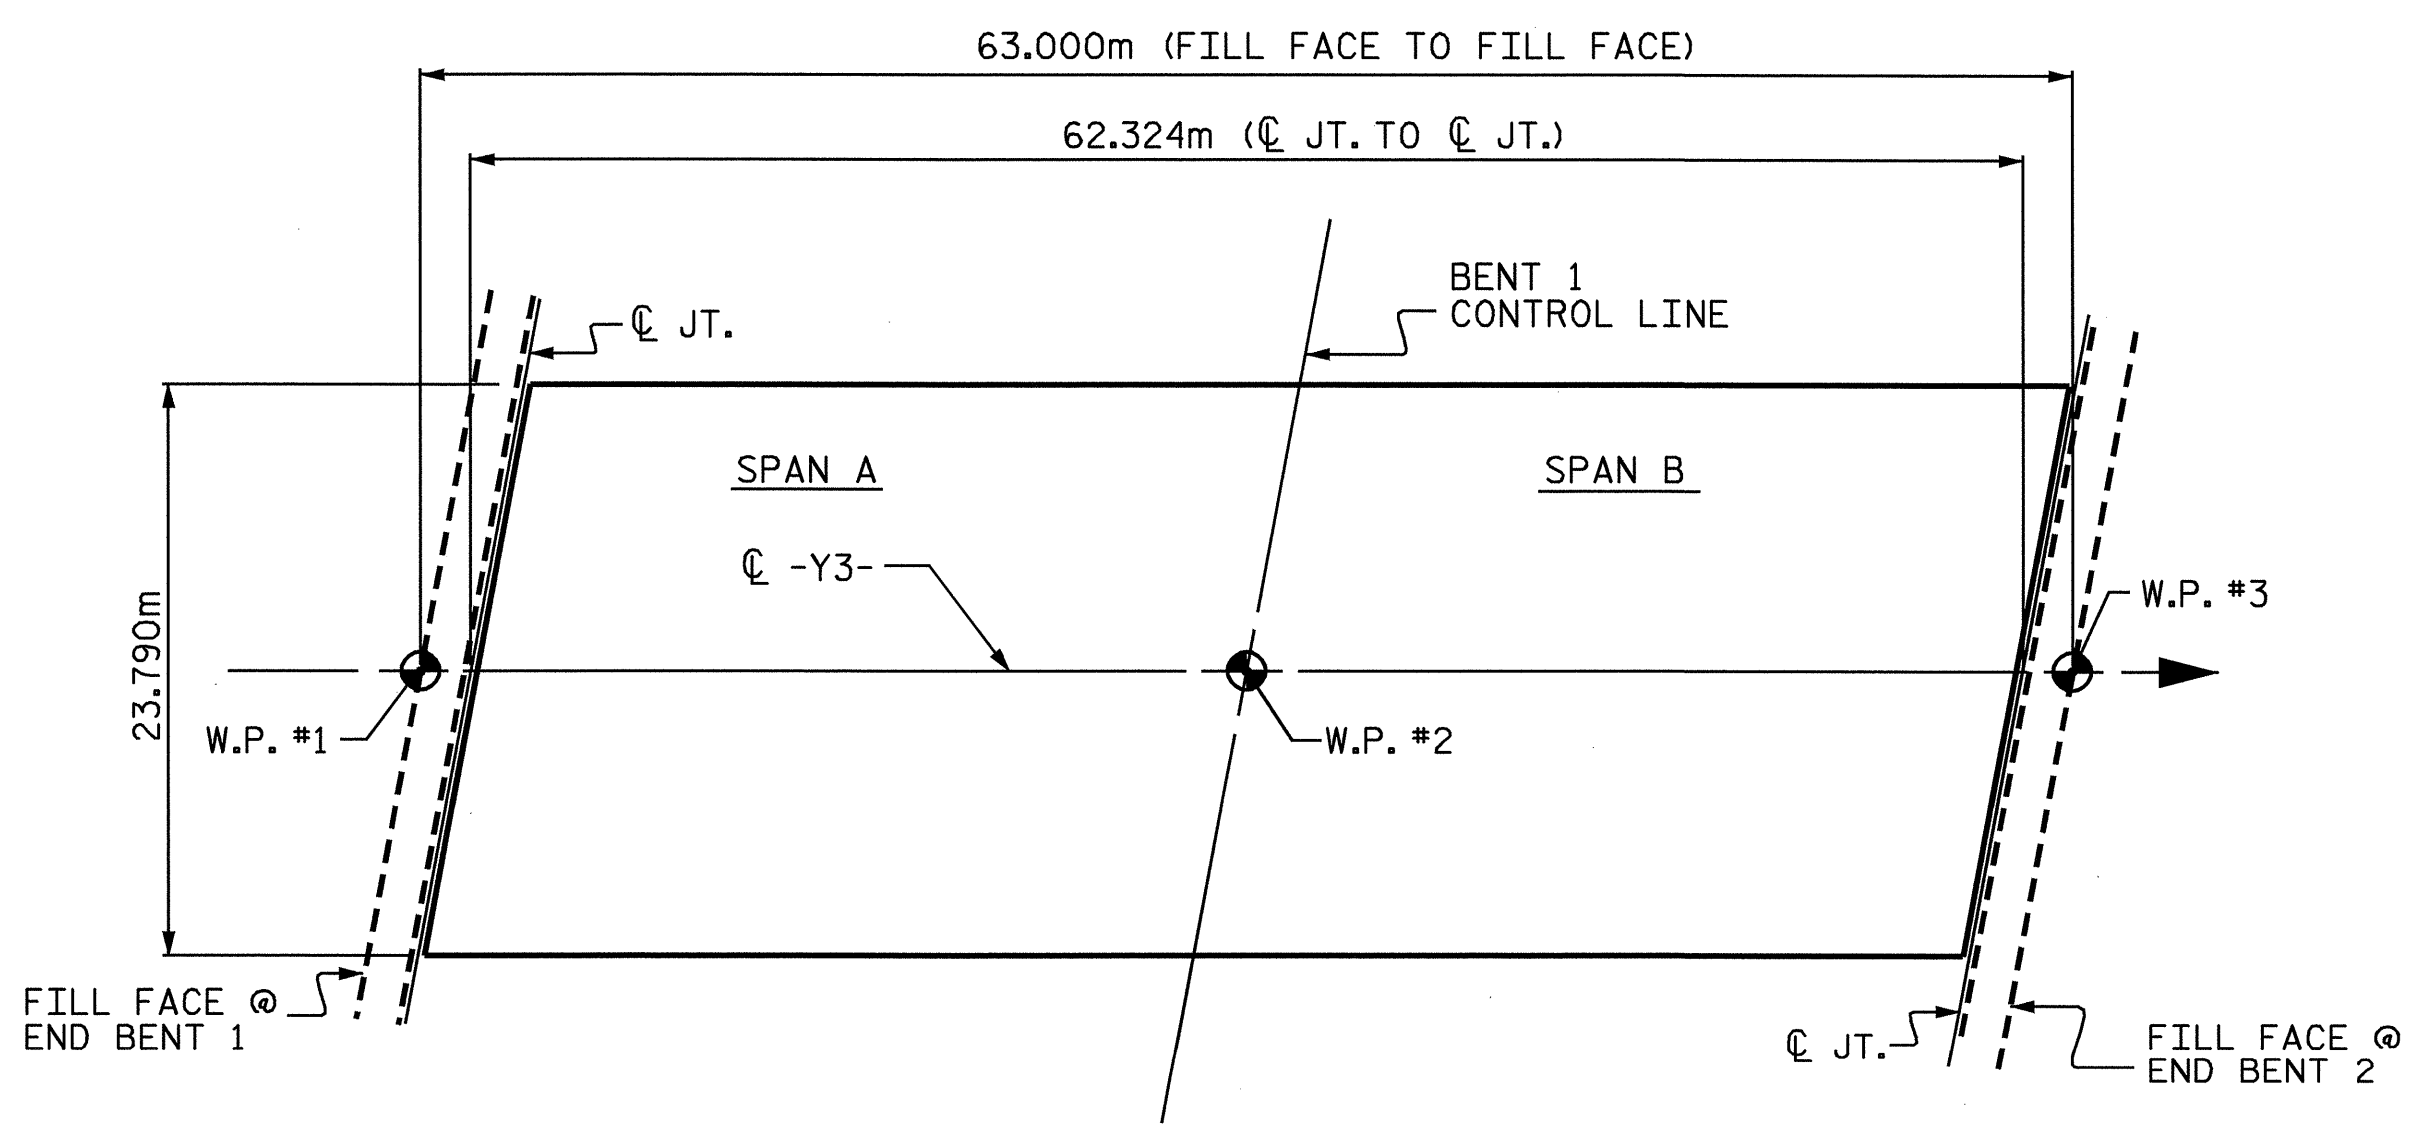 63.000m (FILL FACE TO FILL FACE)
62.324m (℄ JT. TO ℄ JT.)
BENT 1
CONTROL LINE
℄ JT.
SPAN A
SPAN B
℄ -Y3-
W.P. #3
23.790m
W.P. #1
W.P. #2
FILL FACE @
END BENT 1
℄ JT.
FILL FACE @
END BENT 2